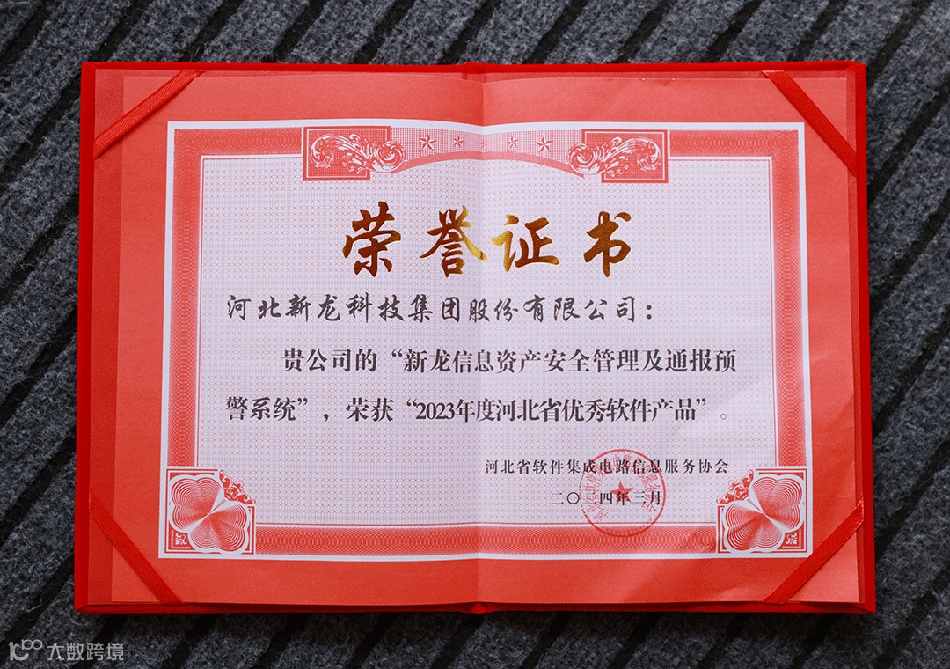 荣誉证书
河北新龙科技集团股份有限公司：
贵公司的“新龙信息资产安全管理及通报预
警系统”，荣获“2023年度河北省优秀软件产品”。
河北省软件集成电路信息服务协会
二〇二四年三月
大数跨境